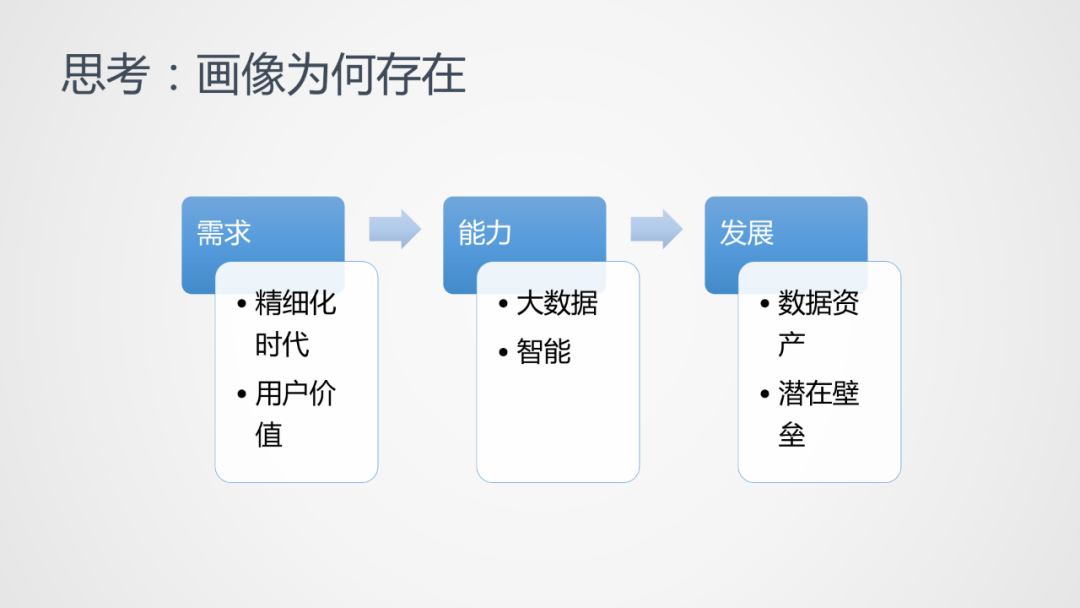 思考：画像为何存在
需求
• 精细化
时代
• 用户价
值
能力
• 大数据
• 智能
发展
• 数据资
产
• 潜在壁
垒